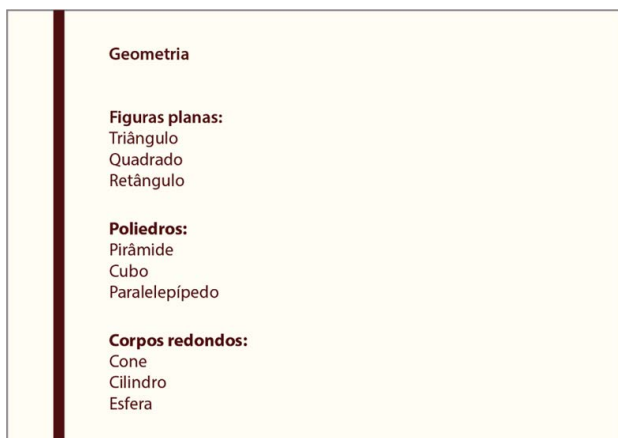 Geometria
Figuras planas:
Triângulo
Quadrado
Retângulo
Poliedros:
Pirâmide
Cubo
Paralelepípedo
Corpos redondos:
Cone
Cilindro
Esfera